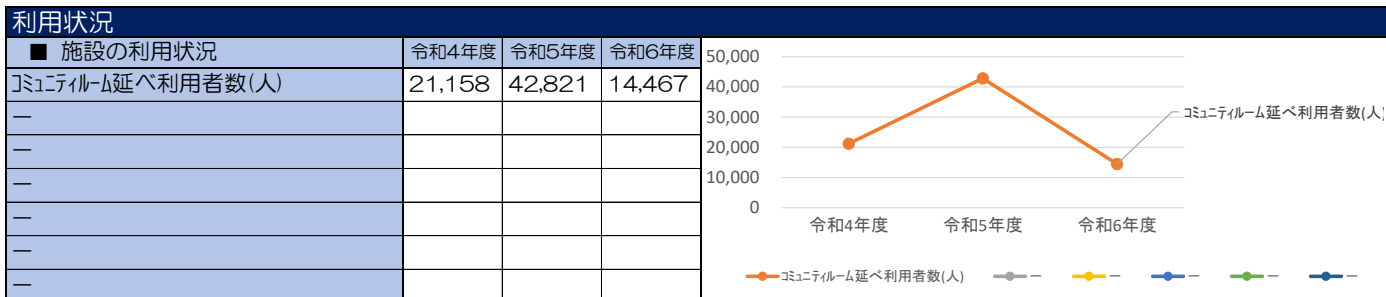 利用状況
■ 施設の利用状況 令和4年度 令和5年度 令和6年度
ｺﾐｭﾆﾃｨﾙｰﾑ延べ利用者数(人) 21,158 42,821 14,467
ー
ー
ー
ー
ー
ー
50,000
40,000
30,000
20,000
10,000
0
令和4年度 令和5年度 令和6年度
ｺﾐｭﾆﾃｨﾙｰﾑ延べ利用者数(人)
ｺﾐｭﾆﾃｨﾙｰﾑ延べ利用者数(人) ー ー ー ー ー